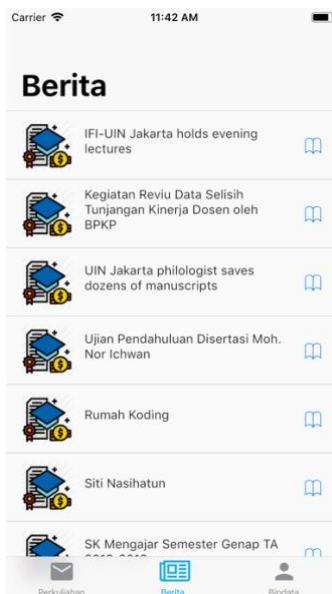 Carrier
11:42 AM
Berita
IFI-UIN Jakarta holds evening
lectures
Kegiatan Reviu Data Selisih
Tunjangan Kinerja Dosen oleh
BPKP
UIN Jakarta philologist saves
dozens of manuscripts
Ujian Pendahuluan Disertasi Moh.
Nor Ichwan
Rumah Koding
Siti Nasihatun
SK Mengajar Semester Genap TA
Perkuliahan
Berita
Biodata